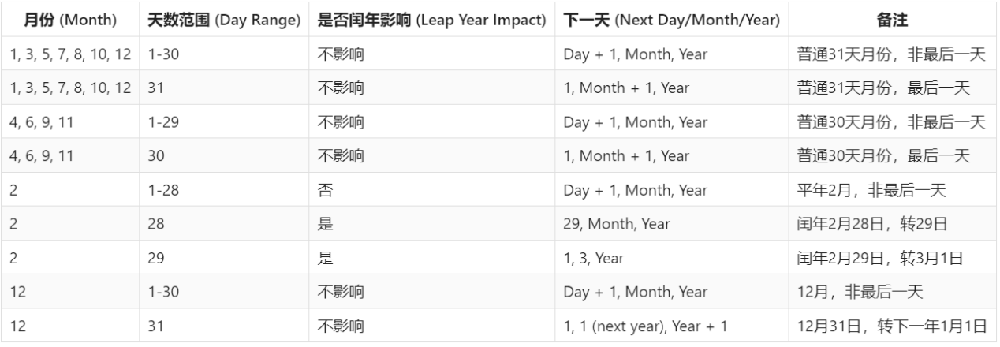 月份 (Month) 天数范围 (Day Range) 是否闰年影响 (Leap Year Impact) 下一天 (Next Day/Month/Year) 备注
1, 3, 5, 7, 8, 10, 12 1-30 不影响 Day + 1, Month, Year 普通31天月份，非最后一天
1, 3, 5, 7, 8, 10, 12 31 不影响 1, Month + 1, Year 普通31天月份，最后一天
4, 6, 9, 11 1-29 不影响 Day + 1, Month, Year 普通30天月份，非最后一天
4, 6, 9, 11 30 不影响 1, Month + 1, Year 普通30天月份，最后一天
2 1-28 否 Day + 1, Month, Year 平年2月，非最后一天
2 28 是 29, Month, Year 闰年2月28日，转29日
2 29 是 1, 3, Year 闰年2月29日，转3月1日
12 1-30 不影响 Day + 1, Month, Year 12月，非最后一天
12 31 不影响 1, 1 (next year), Year + 1 12月31日，转下一年1月1日